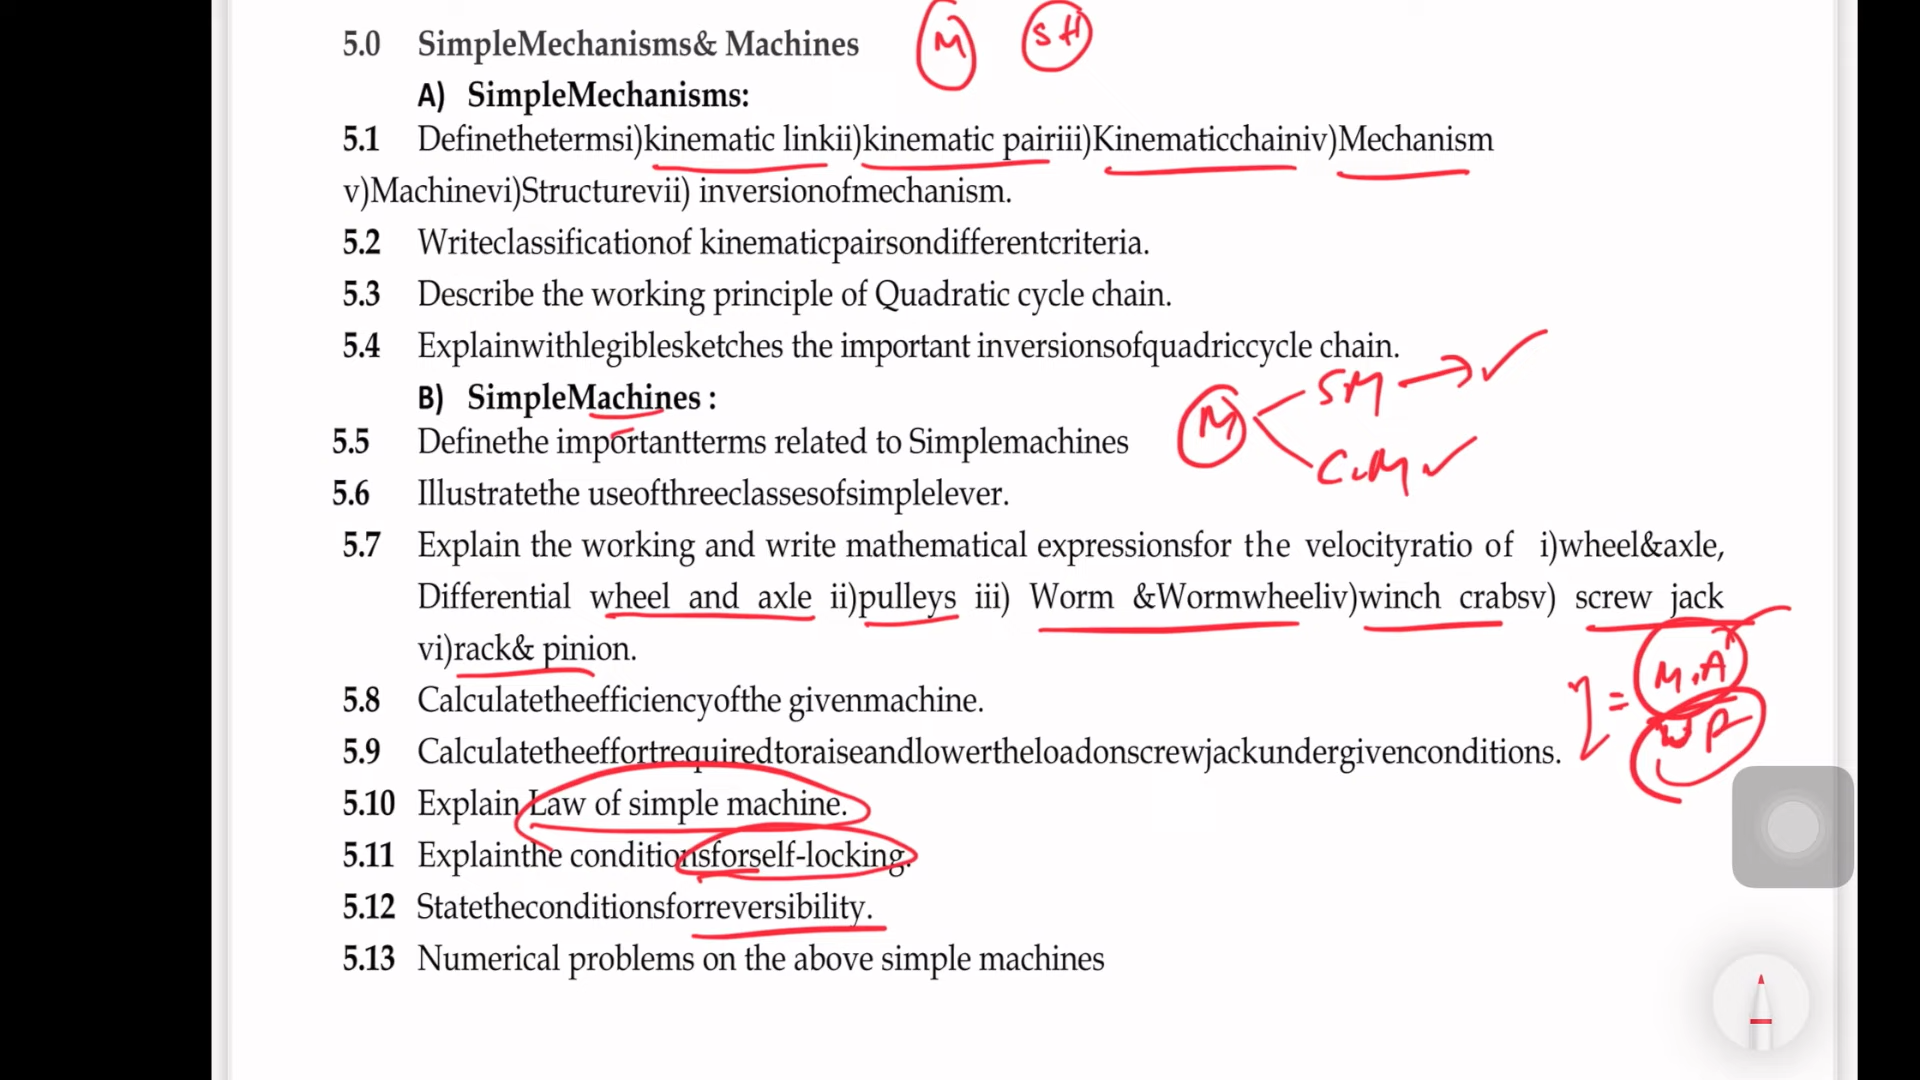 5.0 SimpleMechanisms& Machines M SH
A) SimpleMechanisms:
5.1 Definethetermsi)kinematic linkii)kinematic pairiii)Kinematicchainiv)Mechanism
v)Machinevi)Structurevii) inversionofmechanism.
5.2 Writeclassificationof kinematicpairsondifferentcriteria.
5.3 Describe the working principle of Quadratic cycle chain.
5.4 Explainwithlegiblesketches the important inversionsofquadriccycle chain.
B) SimpleMachines :
M SM
C.M
5.5 Definethe importantterms related to Simplemachines
5.6 Illustratethe useofthreeclassesofsimplelever.
5.7 Explain the working and write mathematical expressionsfor the velocityratio of i)wheel&axle,
Differential wheel and axle ii)pulleys iii) Worm &Wormwheeliv)winch crabsv) screw jack
vi)rack& pinion.
η = M.A
5.8 Calculatetheefficiencyofthe givenmachine.
5.9 Calculatetheeffortrequiredtoraiseandlowertheloadonscrewjackundergivenconditions.
5.10 Explain Law of simple machine.
5.11 Explainthe conditionsforself-locking.
5.12 Statetheconditionsforreversibility.
5.13 Numerical problems on the above simple machines